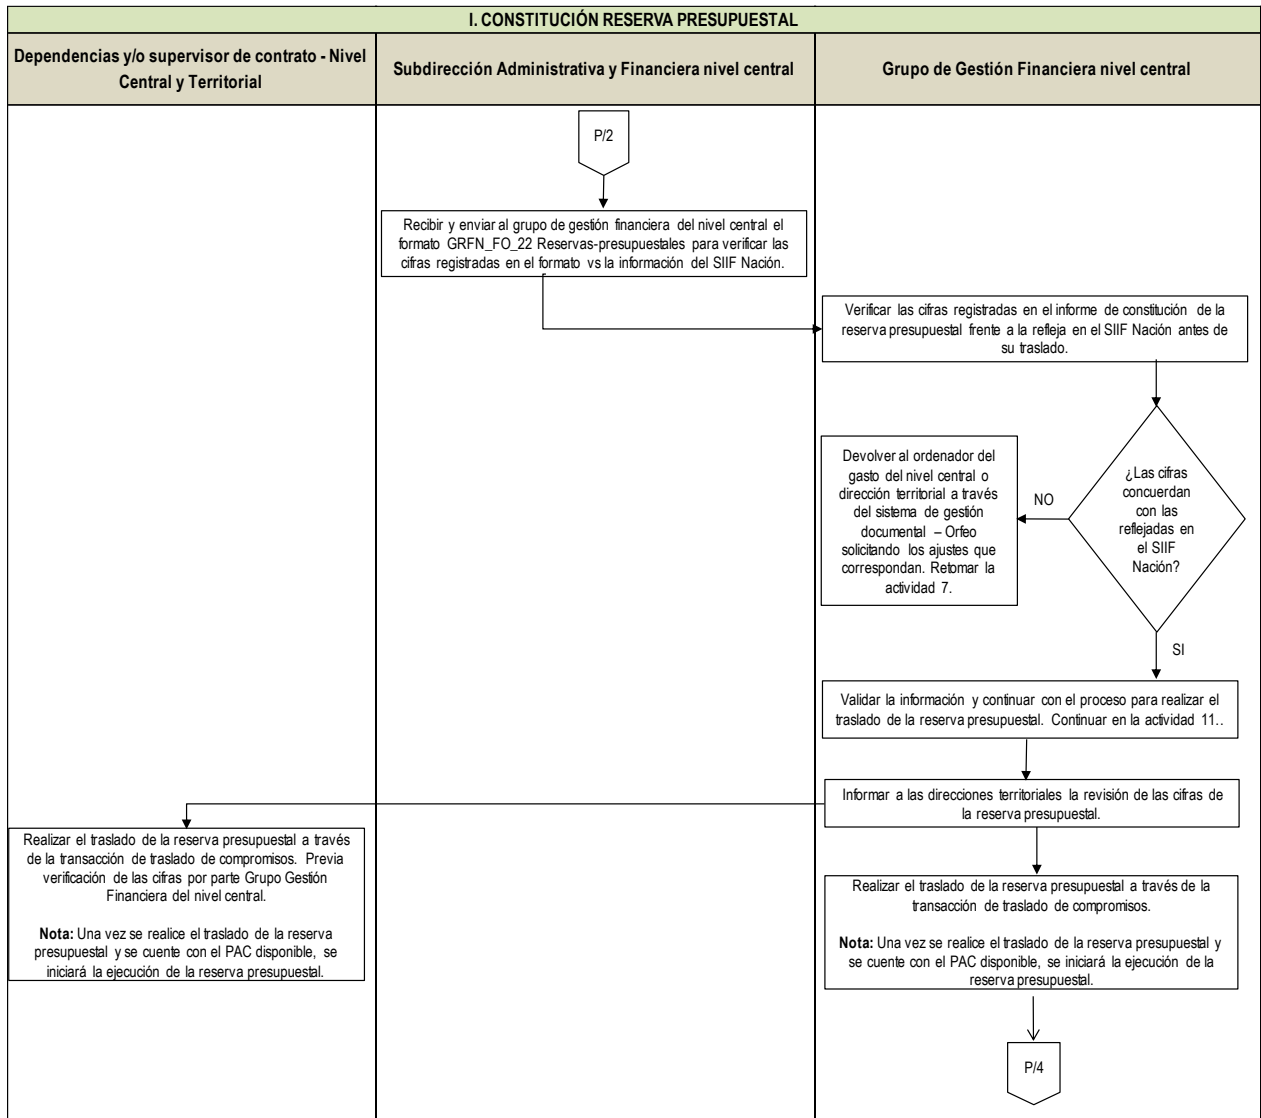 I. CONSTITUCIÓN RESERVA PRESUPUESTAL
Dependencias y/o supervisor de contrato - Nivel
Central y Territorial
Subdirección Administrativa y Financiera nivel central
Grupo de Gestión Financiera nivel central
P/2
Recibir y enviar al grupo de gestión financiera del nivel central el
formato GRFN_FO_22 Reservas-presupuestales para verificar las
cifras registradas en el formato vs la información del SIIF Nación.
Verificar las cifras registradas en el informe de constitución de la
reserva presupuestal frente a la refleja en el SIIF Nación antes de
su traslado.
Devolver al ordenador del
gasto del nivel central o
dirección territorial a través
del sistema de gestión
documental – Orfeo
solicitando los ajustes que
correspondan. Retomar la
actividad 7.
NO
¿Las cifras
concuerdan
con las
reflejadas en
el SIIF
Nación?
SI
Validar la información y continuar con el proceso para realizar el
traslado de la reserva presupuestal. Continuar en la actividad 11..
Informar a las direcciones territoriales la revisión de las cifras de
la reserva presupuestal.
Realizar el traslado de la reserva presupuestal a través
de la transacción de traslado de compromisos. Previa
verificación de las cifras por parte Grupo Gestión
Financiera del nivel central.
Nota: Una vez se realice el traslado de la reserva
presupuestal y se cuente con el PAC disponible, se
iniciará la ejecución de la reserva presupuestal.
Realizar el traslado de la reserva presupuestal a través de la
transacción de traslado de compromisos.
Nota: Una vez se realice el traslado de la reserva presupuestal y
se cuente con el PAC disponible, se iniciará la ejecución de la
reserva presupuestal.
P/4